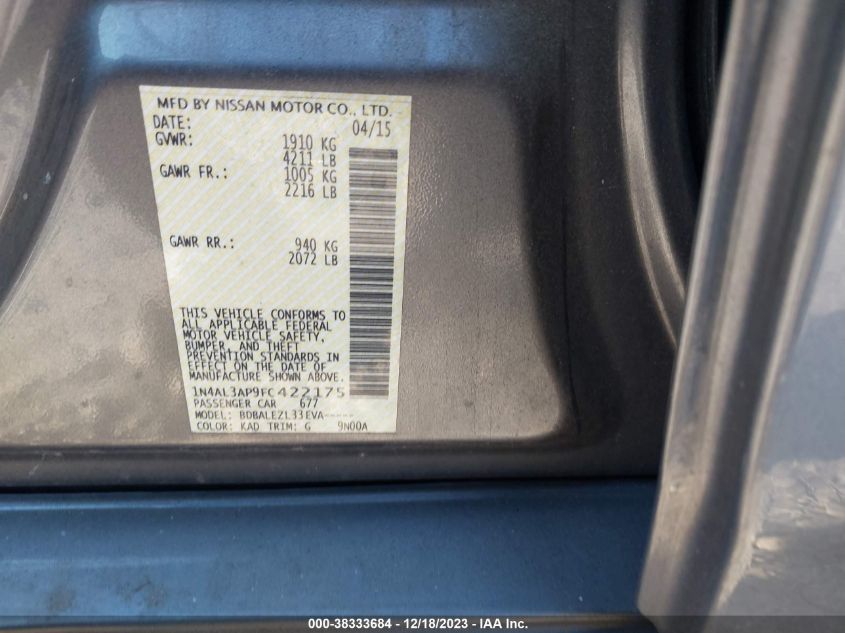 MFD BY NISSAN MOTOR CO., LTD.
DATE: 04/15
GVWR: 1910 KG
4211 LB
GAWR FR.: 1005 KG
2216 LB
GAWR RR.: 940 KG
2072 LB
THIS VEHICLE CONFORMS TO
ALL APPLICABLE FEDERAL
MOTOR VEHICLE SAFETY,
BUMPER, AND THEFT
PREVENTION STANDARDS IN
EFFECT ON THE DATE OF
MANUFACTURE SHOWN ABOVE.
1N4AL3AP9FC422175
PASSENGER CAR 677
MODEL: BDBALEZL33EVA-----
COLOR: KAD TRIM: G 9N00A
000-38333684 - 12/18/2023 - IAA Inc.